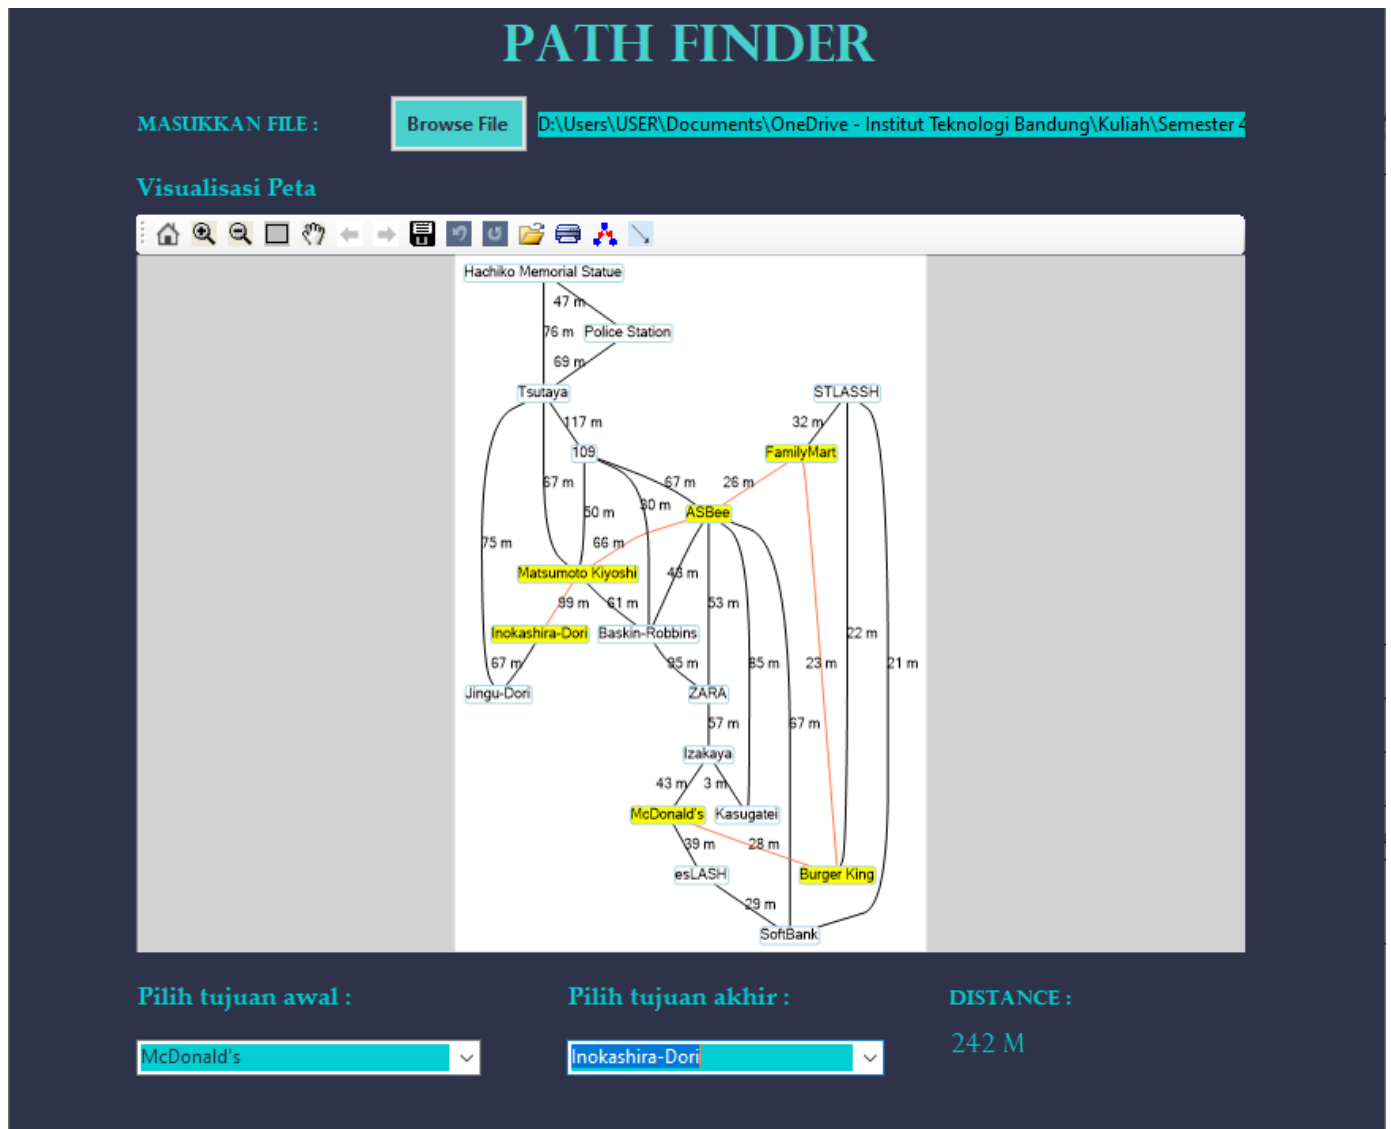 PATH FINDER
MASUKKAN FILE :
Browse File
D:\Users\USER\Documents\OneDrive - Institut Teknologi Bandung\Kuliah\Semester 4
Visualisasi Peta
Hachiko Memorial Statue
47 m
76 m
Police Station
69 m
Tsutaya
STLASSH
117 m
32 m
109
FamilyMart
67 m
67 m
26 m
50 m
ASBee
75 m
66 m
Matsumoto Kiyoshi
99 m
61 m
53 m
Inokashira-Dori
Baskin-Robbins
22 m
67 m
95 m
85 m
23 m
21 m
Jingu-Dori
ZARA
57 m
67 m
Izakaya
43 m
3 m
McDonald's
Kasugatei
39 m
28 m
esLASH
Burger King
29 m
SoftBank
Pilih tujuan awal :
Pilih tujuan akhir :
DISTANCE :
McDonald's
Inokashira-Dori
242 M